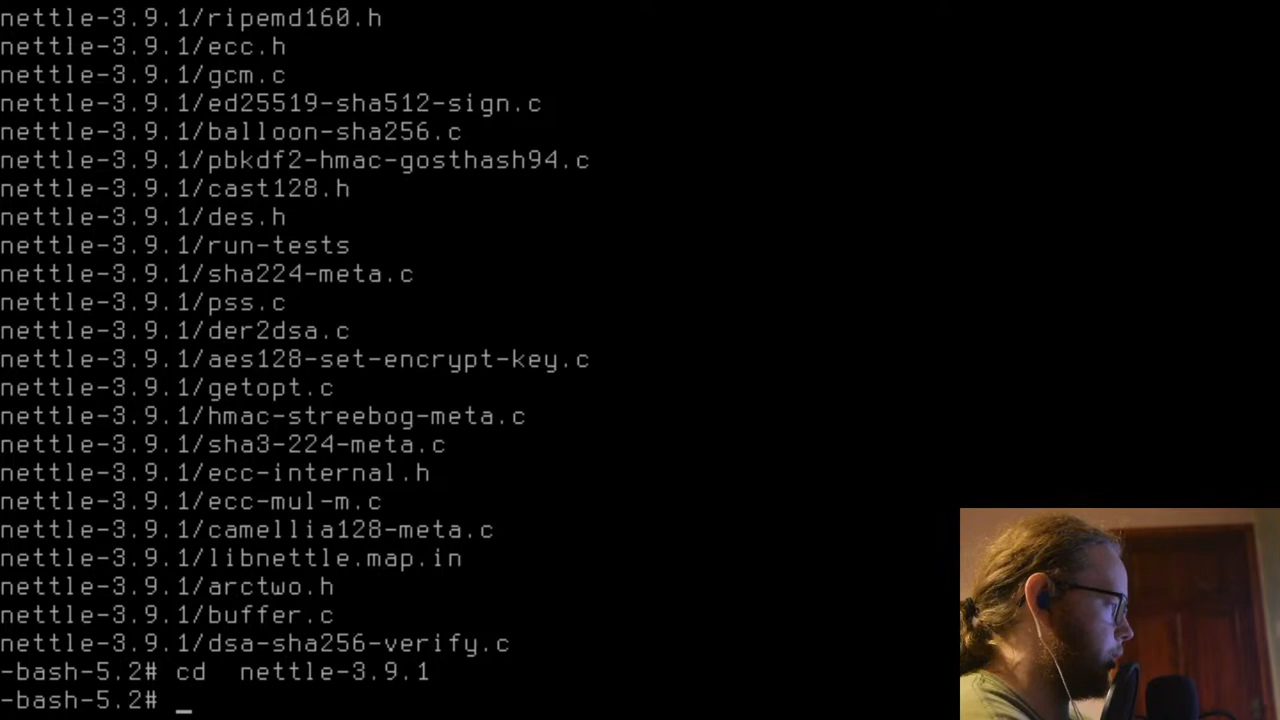 nettle-3.9.1/ripemd160.h
nettle-3.9.1/ecc.h
nettle-3.9.1/gcm.c
nettle-3.9.1/ed25519-sha512-sign.c
nettle-3.9.1/balloon-sha256.c
nettle-3.9.1/pbkdf2-hmac-gosthash94.c
nettle-3.9.1/cast128.h
nettle-3.9.1/des.h
nettle-3.9.1/run-tests
nettle-3.9.1/sha224-meta.c
nettle-3.9.1/pss.c
nettle-3.9.1/der2dsa.c
nettle-3.9.1/aes128-set-encrypt-key.c
nettle-3.9.1/getopt.c
nettle-3.9.1/hmac-streebog-meta.c
nettle-3.9.1/sha3-224-meta.c
nettle-3.9.1/ecc-internal.h
nettle-3.9.1/ecc-mul-m.c
nettle-3.9.1/camellia128-meta.c
nettle-3.9.1/libnettle.map.in
nettle-3.9.1/arctwo.h
nettle-3.9.1/buffer.c
nettle-3.9.1/dsa-sha256-verify.c
-bash-5.2# cd  nettle-3.9.1
-bash-5.2# _